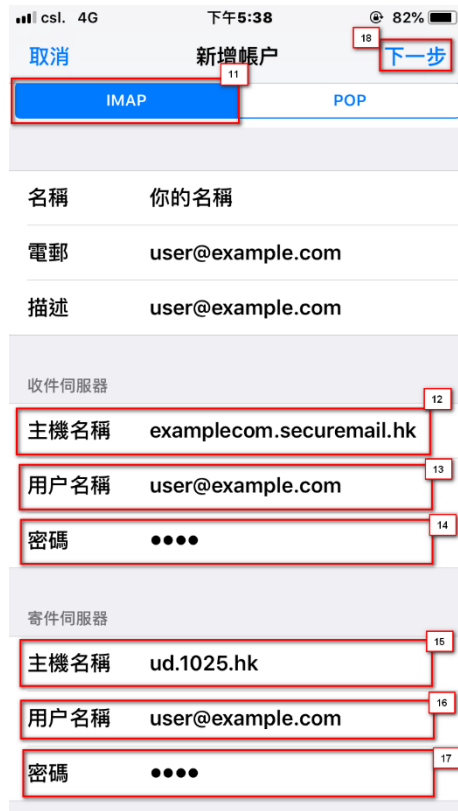 csl. 4G 下午5:38 82%
18
取消 新增帳户 下一步
11
IMAP POP
名稱 你的名稱
電郵 user@example.com
描述 user@example.com
收件伺服器
12
主機名稱 examplecom.securemail.hk
13
用户名稱 user@example.com
14
密碼 ●●●●
寄件伺服器
15
主機名稱 ud.1025.hk
16
用户名稱 user@example.com
17
密碼 ●●●●